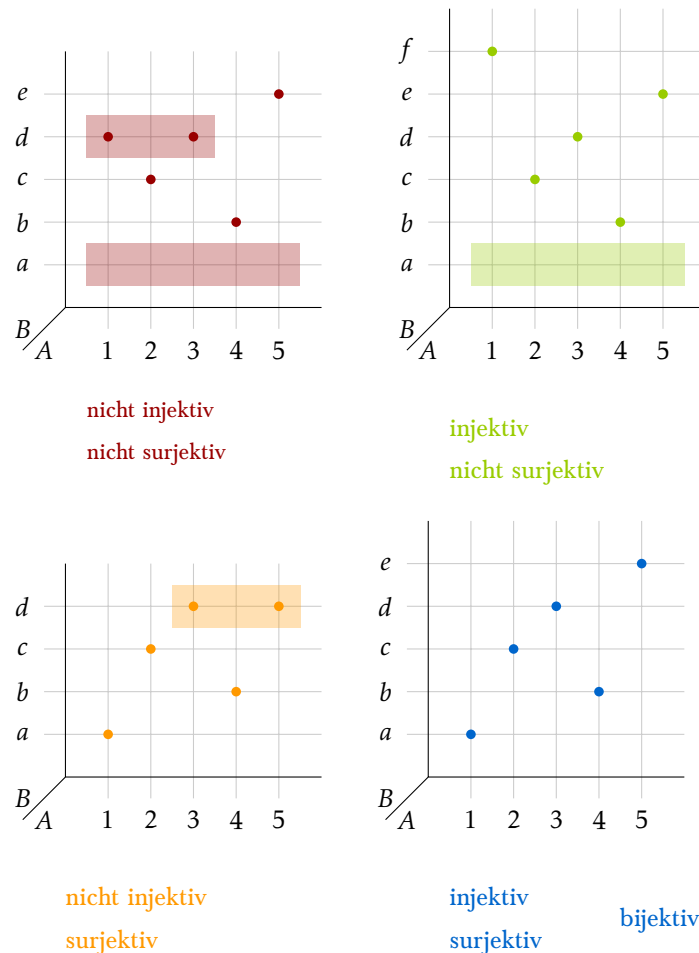 e
d
c
b
a
B
A
1 2 3 4 5
nicht injektiv
nicht surjektiv
f
e
d
c
b
a
B
A
1 2 3 4 5
injektiv
nicht surjektiv
d
c
b
a
B
A
1 2 3 4 5
nicht injektiv
surjektiv
e
d
c
b
a
B
A
1 2 3 4 5
injektiv
surjektiv
bijektiv